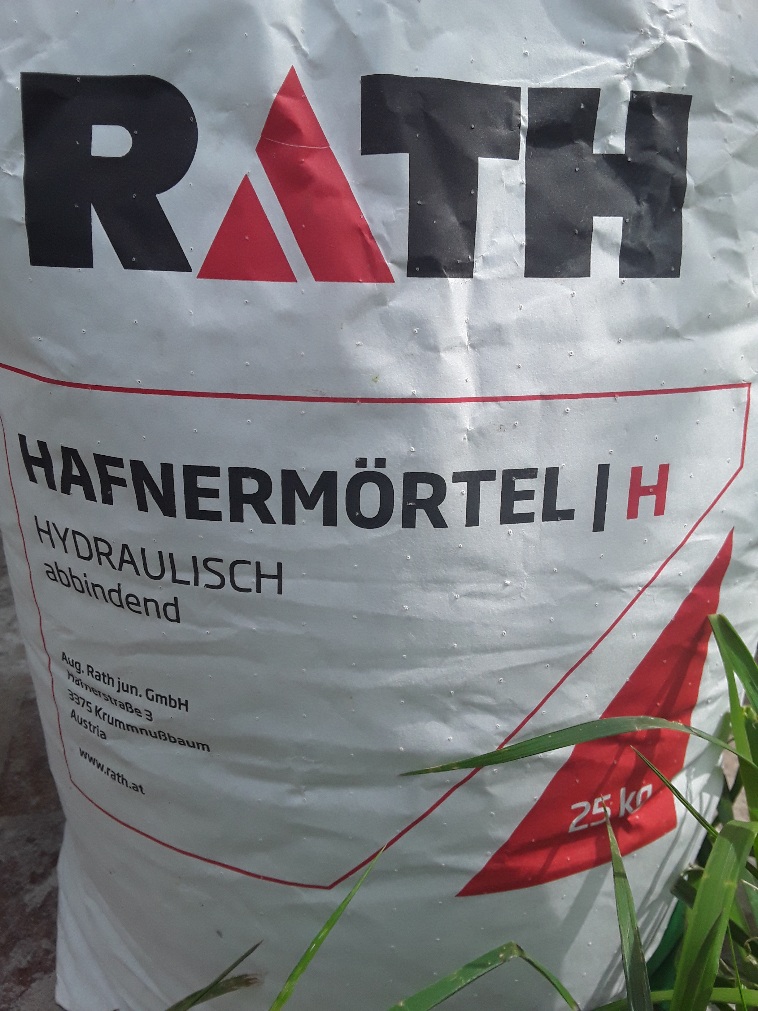 RATH
HAFNERMÖRTEL | H
HYDRAULISCH
abbindend
Aug. Rath jun. GmbH
Hafnerstraße 3
3375 Krummnußbaum
Austria
www.rath.at
25 kg